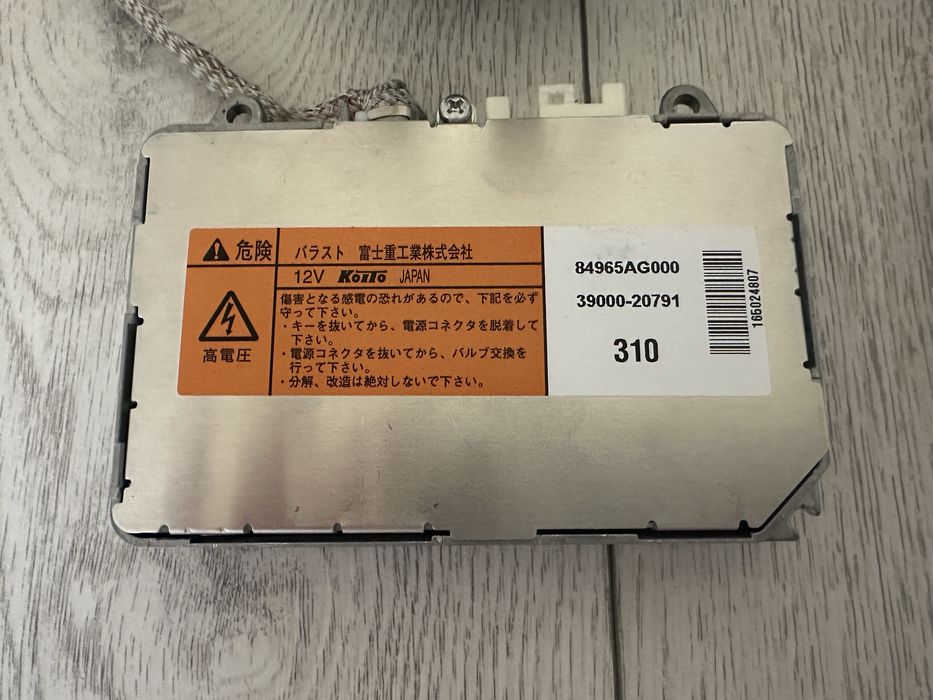 危険
バラスト 富士重工業株式会社
12V KOITO JAPAN
高電圧
傷害となる感電の恐れがあるので、下記を必ず
守って下さい。
・キーを抜いてから、電源コネクタを脱着して
下さい。
・電源コネクタを抜いてから、バルブ交換を
行って下さい。
・分解、改造は絶対しないで下さい。
84965AG000
39000-20791
310
165024807